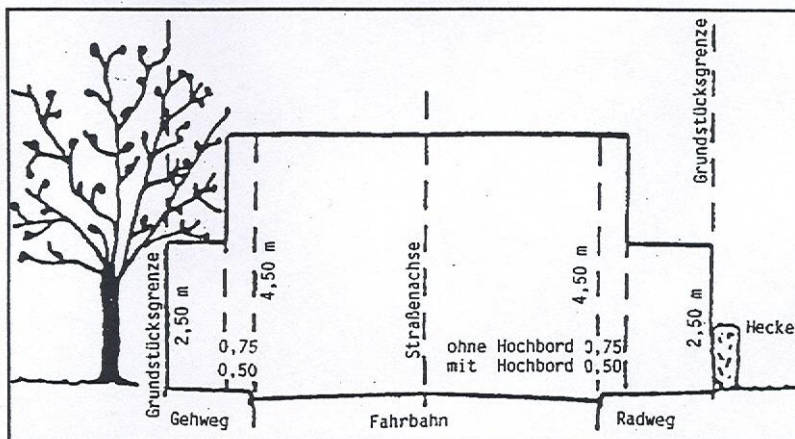 Grundstücksgrenze
Grundstücksgrenze
2,50 m
4,50 m
Straßenachse
4,50 m
2,50 m
Hecke
0,75
0,50
ohne Hochbord 0,75
mit Hochbord 0,50
Gehweg
Fahrbahn
Radweg